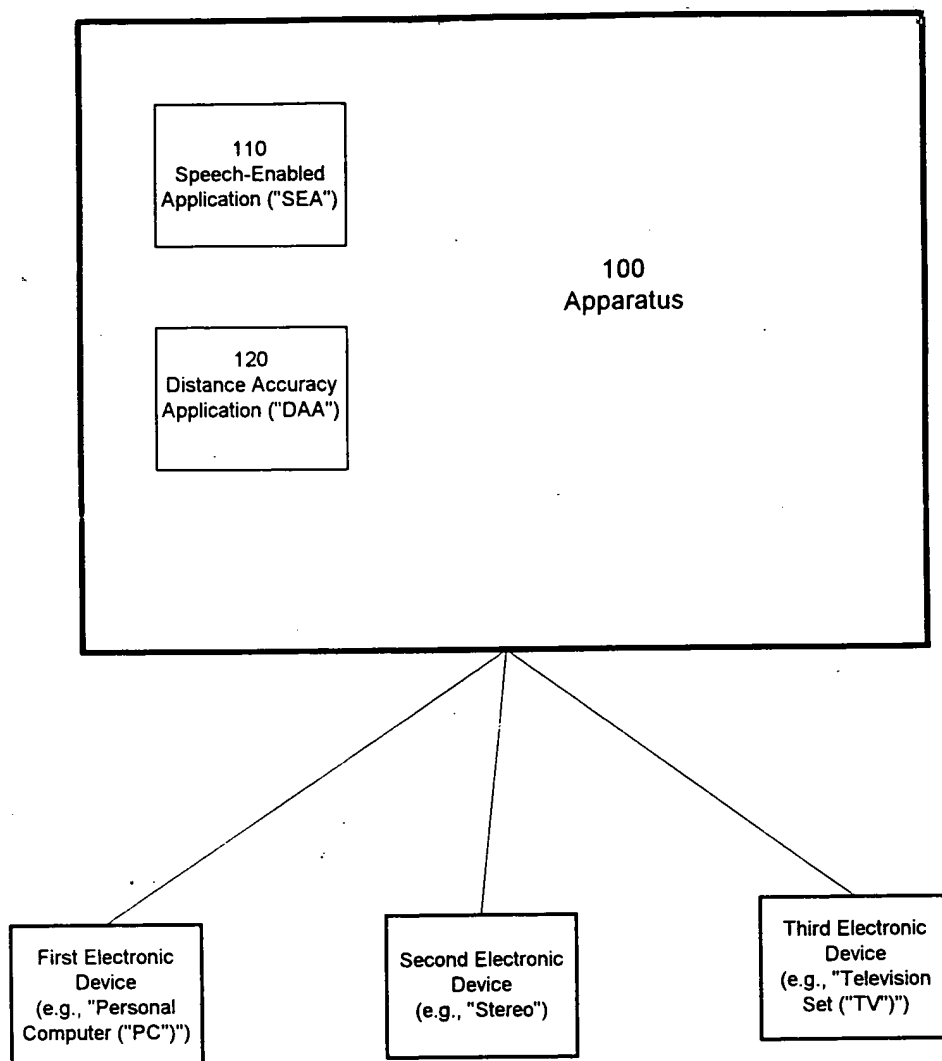 110
Speech-Enabled
Application ("SEA")
100
Apparatus
120
Distance Accuracy
Application ("DAA")
First Electronic
Device
(e.g., "Personal
Computer ("PC")")
Second Electronic
Device
(e.g., "Stereo")
Third Electronic
Device
(e.g., "Television
Set ("TV")")